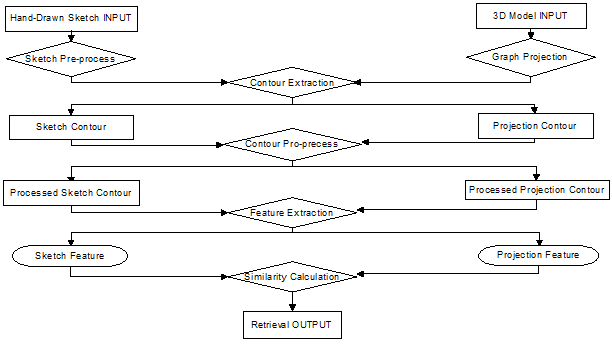 Hand-Drawn Sketch INPUT
3D Model INPUT
Sketch Pre-process
Graph Projection
Contour Extraction
Sketch Contour
Projection Contour
Contour Pro-precess
Processed Sketch Contour
Processed Projection Contour
Feature Extraction
Sketch Feature
Projection Feature
Similarity Calculation
Retrieval OUTPUT